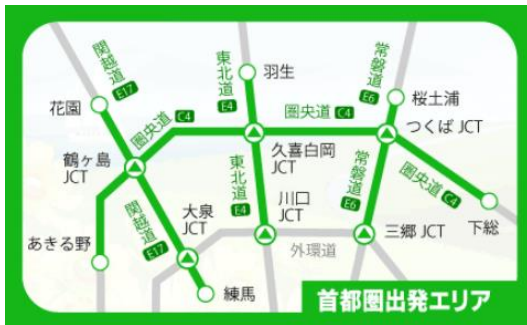 関越道
E17
花園
圏央道 C4
鶴ヶ島
JCT
あきる野
関越道
E17
大泉
JCT
練馬
東北道
E4
羽生
圏央道 C4
久喜白岡
JCT
東北道
E4
川口
JCT
外環道
常磐道
E6
桜土浦
つくば JCT
常磐道
E6
圏央道 C4
三郷 JCT
下総
首都圏出発エリア